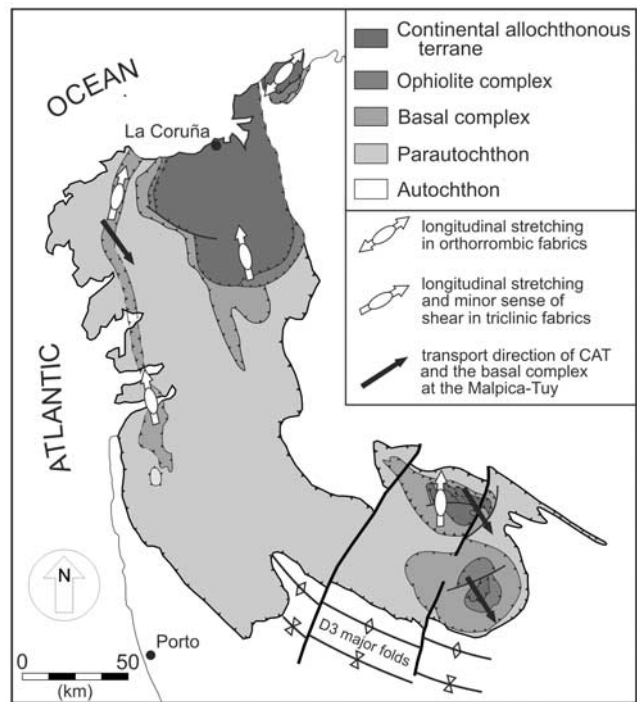 OCEAN
La Coruña
ATLANTIC
N
Porto
0 50
(km)
D3 major folds
Continental allochthonous
terrane
Ophiolite complex
Basal complex
Parautochthon
Autochthon
longitudinal stretching
in orthorrombic fabrics
longitudinal stretching
and minor sense of
shear in triclinic fabrics
transport direction of CAT
and the basal complex
at the Malpica-Tuy